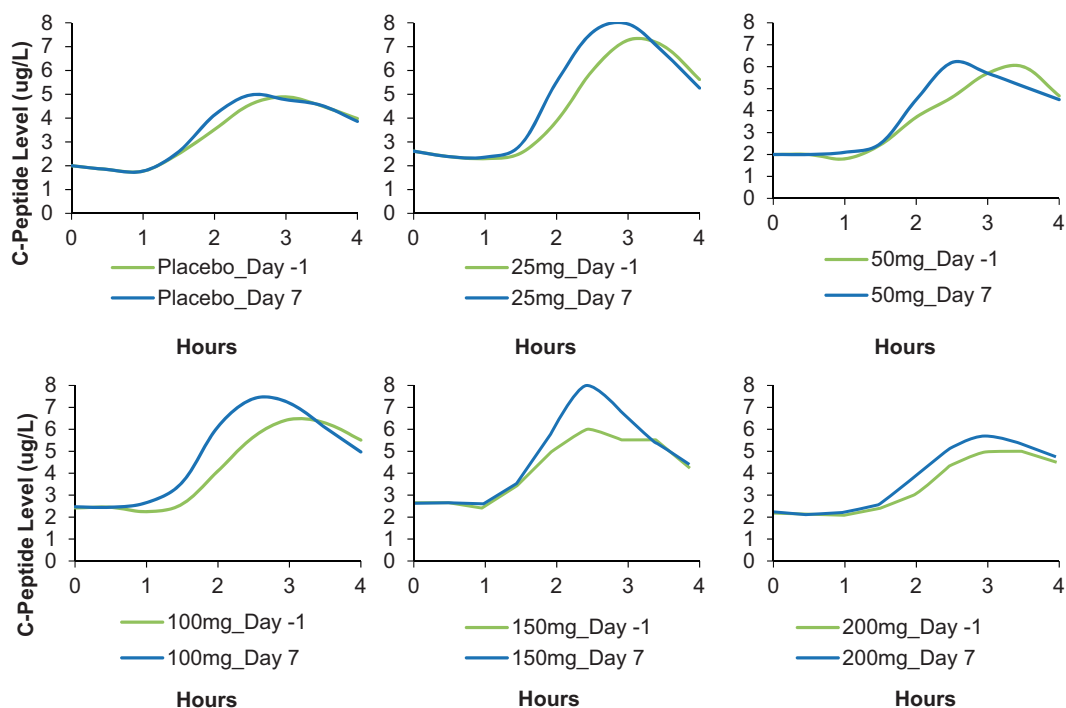 C-Peptide Level (ug/L)
8
7
6
5
4
3
2
1
0
0 1 2 3 4
Placebo_Day -1
Placebo_Day 7
Hours
8
7
6
5
4
3
2
1
0
0 1 2 3 4
25mg_Day -1
25mg_Day 7
Hours
8
7
6
5
4
3
2
1
0
0 1 2 3 4
50mg_Day -1
50mg_Day 7
Hours
C-Peptide Level (ug/L)
8
7
6
5
4
3
2
1
0
0 1 2 3 4
100mg_Day -1
100mg_Day 7
Hours
8
7
6
5
4
3
2
1
0
0 1 2 3 4
150mg_Day -1
150mg_Day 7
Hours
8
7
6
5
4
3
2
1
0
0 1 2 3 4
200mg_Day -1
200mg_Day 7
Hours